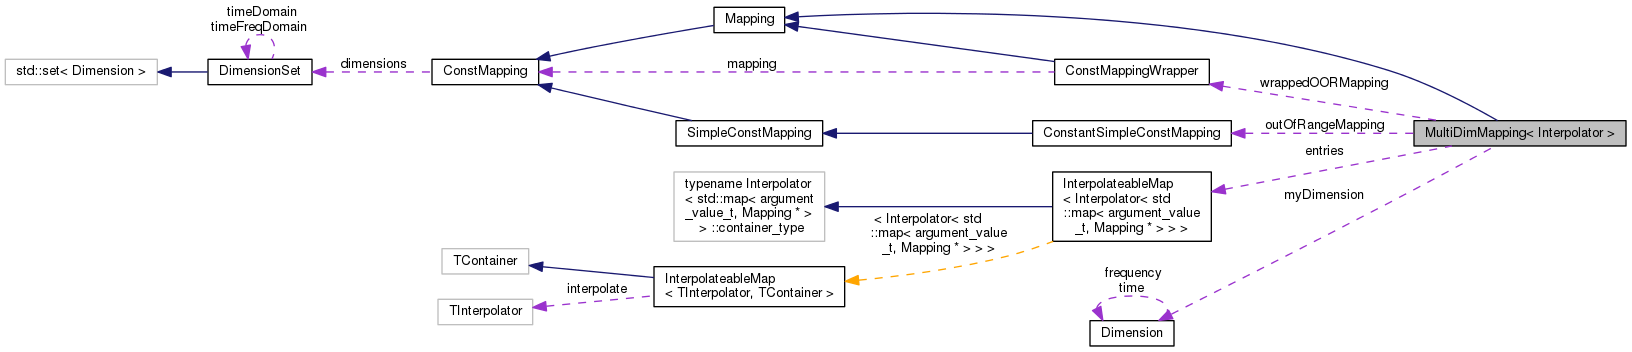 timeDomain
timeFreqDomain
Mapping
std::set< Dimension >
DimensionSet
dimensions
ConstMapping
mapping
ConstMappingWrapper
wrappedOORMapping
SimpleConstMapping
ConstantSimpleConstMapping
outOfRangeMapping
MultiDimMapping< Interpolator >
entries
typename Interpolator
< std::map< argument
_value_t, Mapping * >
> ::container_type
InterpolateableMap
< Interpolator< std
::map< argument_value
_t, Mapping * > > >
myDimension
< Interpolator< std
::map< argument_value
_t, Mapping * > > >
TContainer
InterpolateableMap
< TInterpolator, TContainer >
interpolate
TInterpolator
frequency
time
Dimension